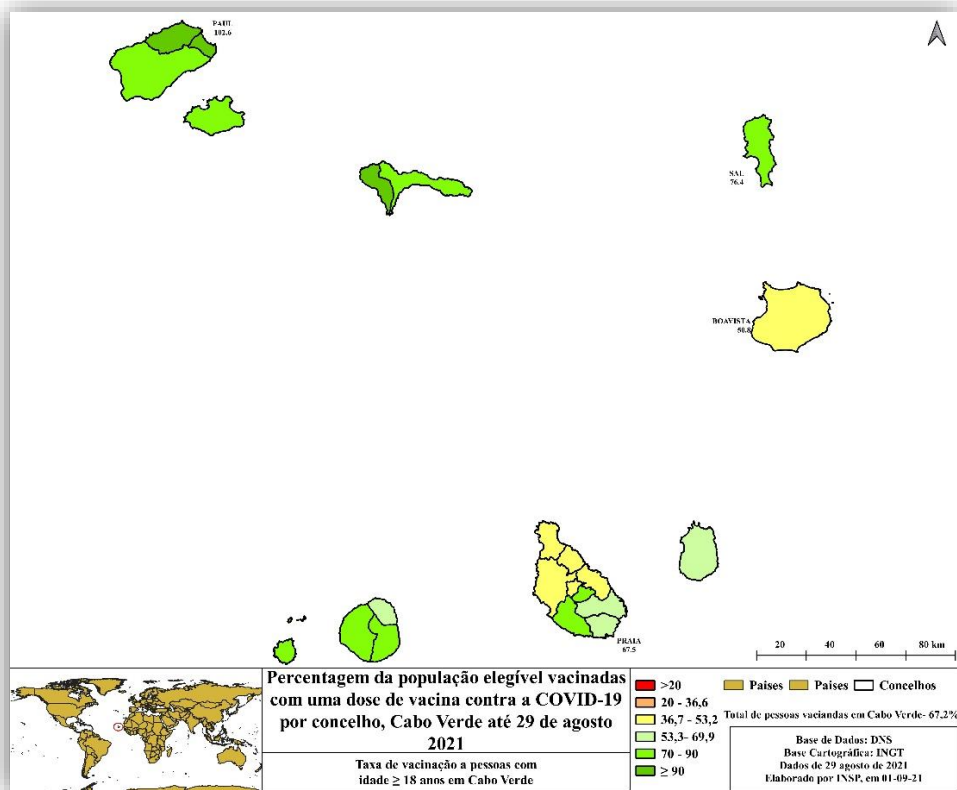 PAUL
102.6
SAL
76.4
BOAVISTA
50.8
PRAIA
67.5
20 40 60 80 km
Percentagem da população elegível vacinadas
com uma dose de vacina contra a COVID-19
por concelho, Cabo Verde até 29 de agosto
2021
Taxa de vacinação a pessoas com
idade ≥ 18 anos em Cabo Verde
>20
20 - 36,6
36,7 - 53,2
53,3- 69,9
70 - 90
≥ 90
Países Países Concelhos
Total de pessoas vaciandas em Cabo Verde- 67,2%
Base de Dados: DNS
Base Cartográfica: INGT
Dados de 29 agosto de 2021
Elaborado por INSP, em 01-09-21